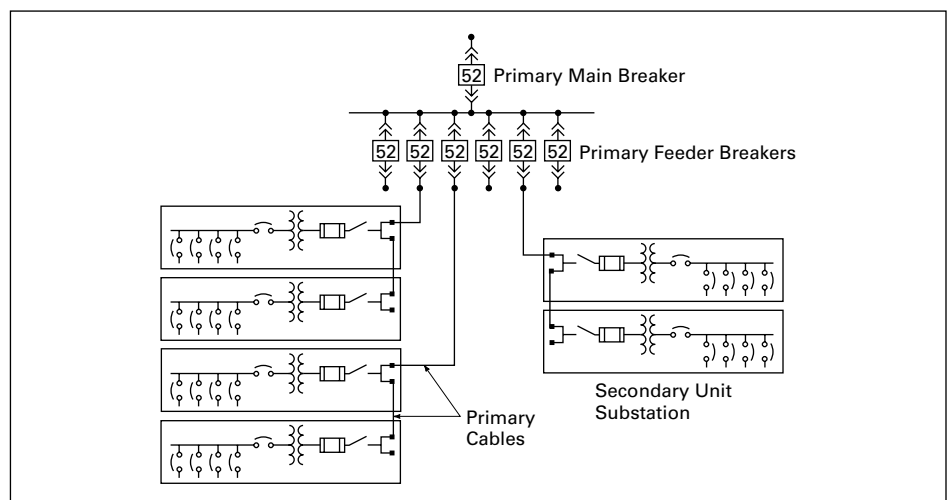 52 Primary Main Breaker
52 52 52 52 52 52 Primary Feeder Breakers
Secondary Unit
Substation
Primary
Cables